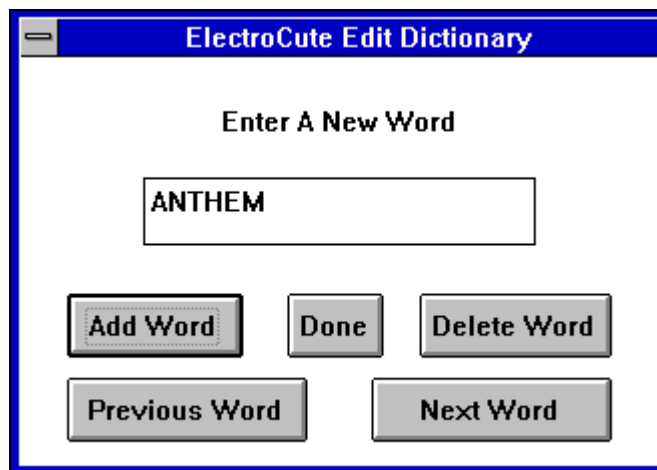 ElectroCute Edit Dictionary
Enter A New Word
ANTHEM
Add Word Done Delete Word
Previous Word Next Word